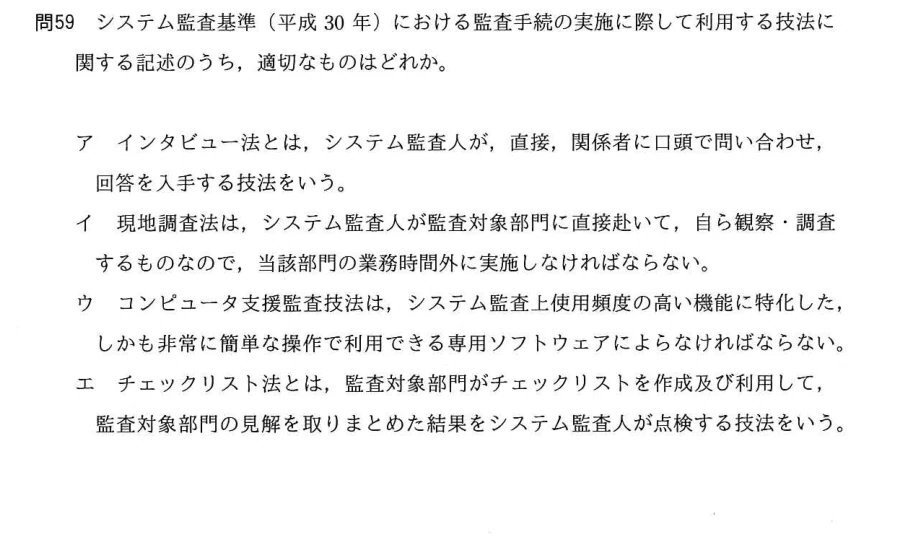 問59　システム監査基準（平成 30 年）における監査手続の実施に際して利用する技法に
関する記述のうち，適切なものはどれか。
ア　インタビュー法とは，システム監査人が，直接，関係者に口頭で問い合わせ，
回答を入手する技法をいう。
イ　現地調査法は，システム監査人が監査対象部門に直接赴いて，自ら観察・調査
するものなので，当該部門の業務時間外に実施しなければならない。
ウ　コンピュータ支援監査技法は，システム監査上使用頻度の高い機能に特化した，
しかも非常に簡単な操作で利用できる専用ソフトウェアによらなければならない。
エ　チェックリスト法とは，監査対象部門がチェックリストを作成及び利用して，
監査対象部門の見解を取りまとめた結果をシステム監査人が点検する技法をいう。